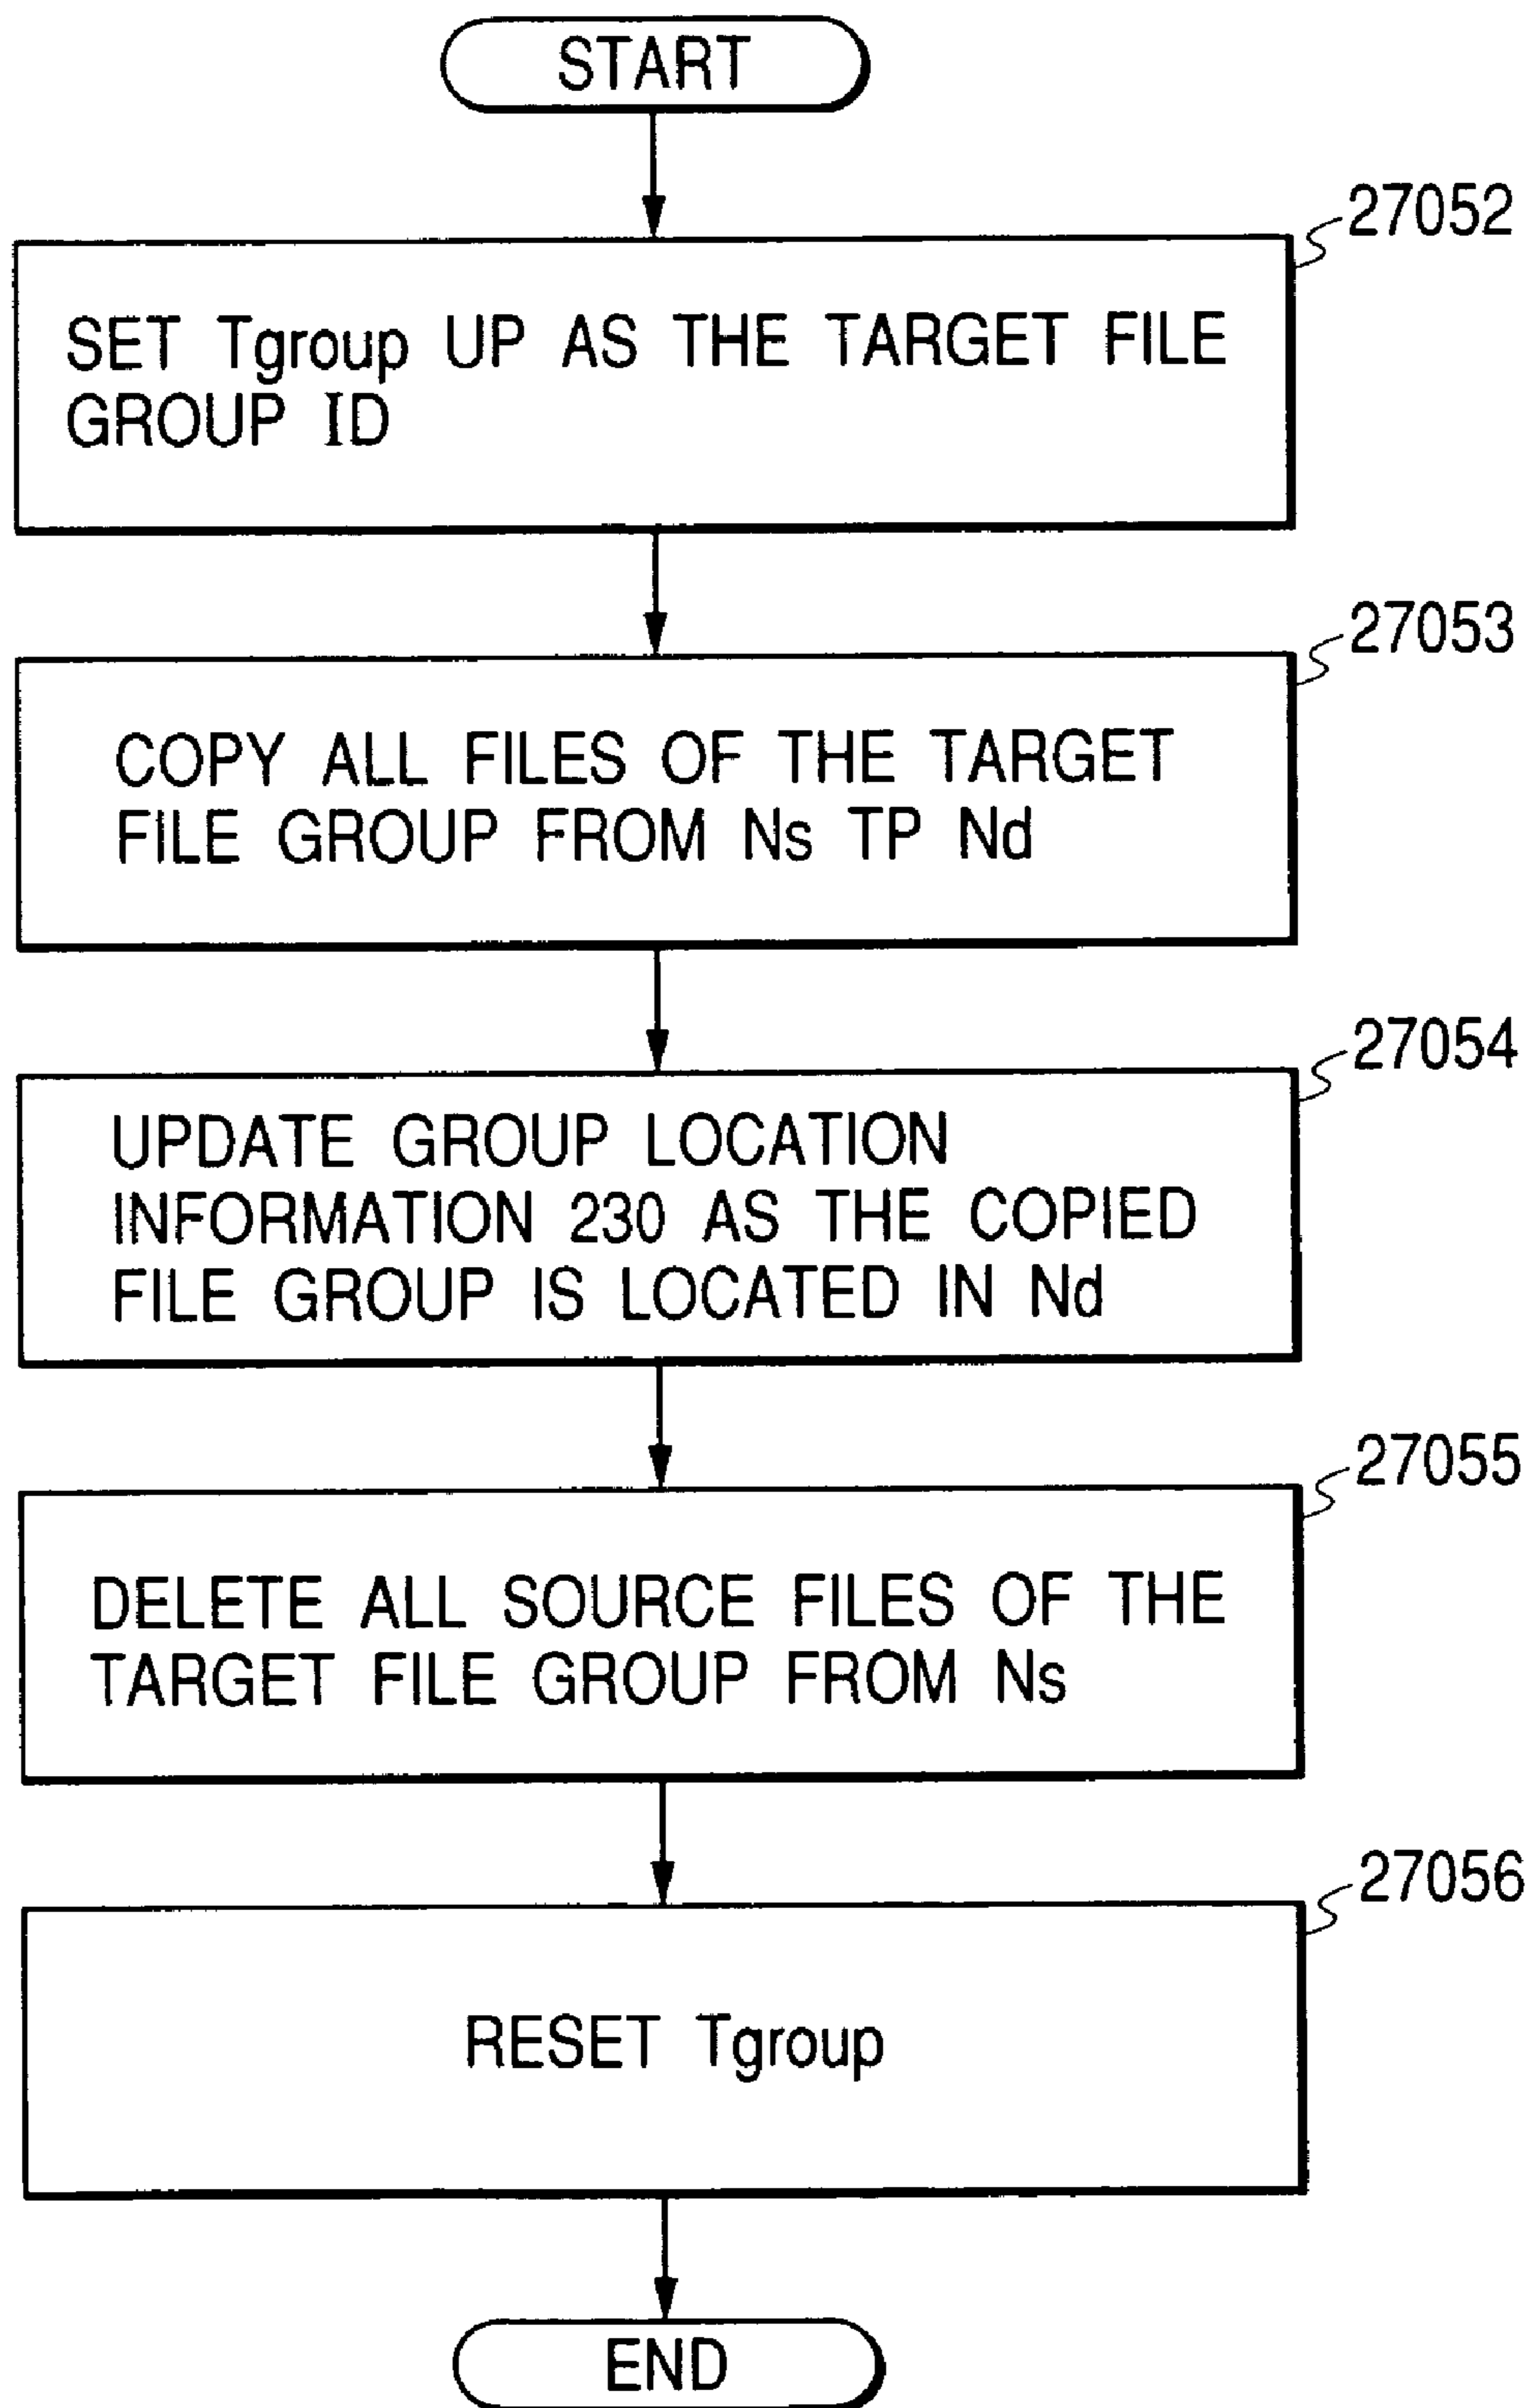 START
27052
SET Tgroup UP AS THE TARGET FILE
GROUP ID
27053
COPY ALL FILES OF THE TARGET
FILE GROUP FROM Ns TP Nd
27054
UPDATE GROUP LOCATION
INFORMATION 230 AS THE COPIED
FILE GROUP IS LOCATED IN Nd
27055
DELETE ALL SOURCE FILES OF THE
TARGET FILE GROUP FROM Ns
27056
RESET Tgroup
END